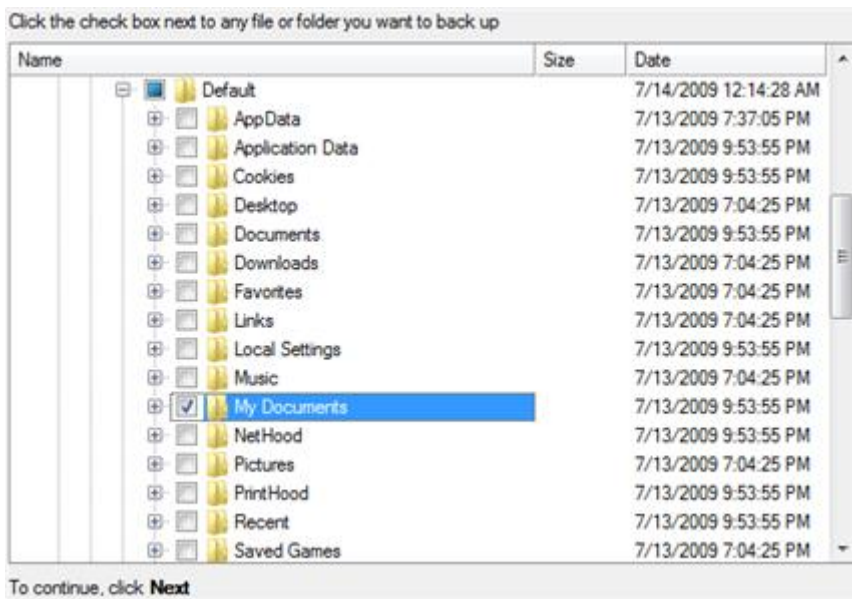 Click the check box next to any file or folder you want to back up
Name Size Date
Default 7/14/2009 12:14:28 AM
AppData 7/13/2009 7:37:05 PM
Application Data 7/13/2009 9:53:55 PM
Cookies 7/13/2009 9:53:55 PM
Desktop 7/13/2009 7:04:25 PM
Documents 7/13/2009 9:53:55 PM
Downloads 7/13/2009 7:04:25 PM
Favorites 7/13/2009 7:04:25 PM
Links 7/13/2009 7:04:25 PM
Local Settings 7/13/2009 9:53:55 PM
Music 7/13/2009 7:04:25 PM
My Documents 7/13/2009 9:53:55 PM
NetHood 7/13/2009 9:53:55 PM
Pictures 7/13/2009 7:04:25 PM
PrintHood 7/13/2009 9:53:55 PM
Recent 7/13/2009 9:53:55 PM
Saved Games 7/13/2009 7:04:25 PM
To continue, click Next